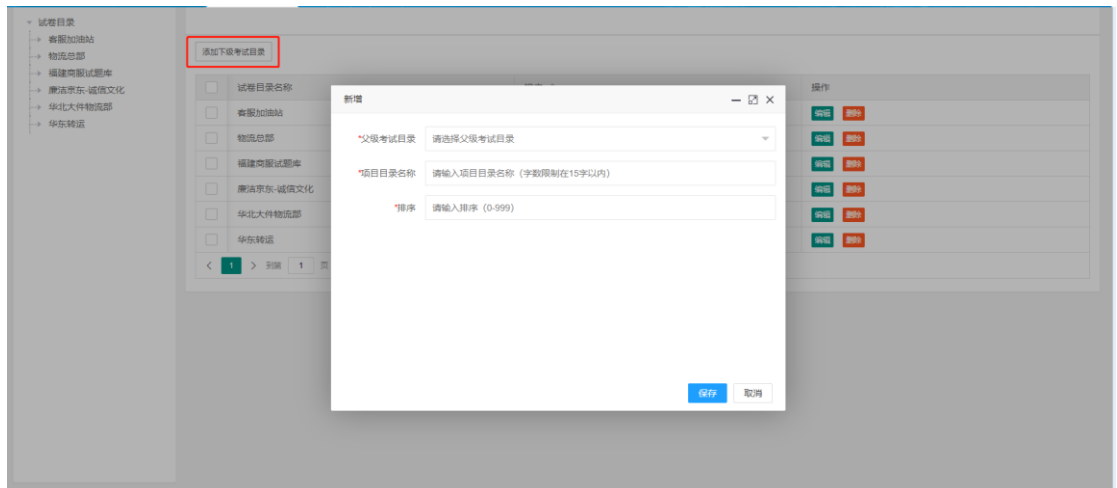 试卷目录
客服加油站
物流总部
福建商服试题库
廉洁京东-诚信文化
华北大件物流部
华东转运
添加下级考试目录
试卷目录名称
操作
客服加油站
编辑 删除
物流总部
编辑 删除
福建商服试题库
编辑 删除
廉洁京东-诚信文化
编辑 删除
华北大件物流部
编辑 删除
华东转运
编辑 删除
1 到第 1 页
新增
*父级考试目录 请选择父级考试目录
*项目目录名称 请输入项目目录名称（字数限制在15字以内）
*排序 请输入排序（0-999）
保存 取消